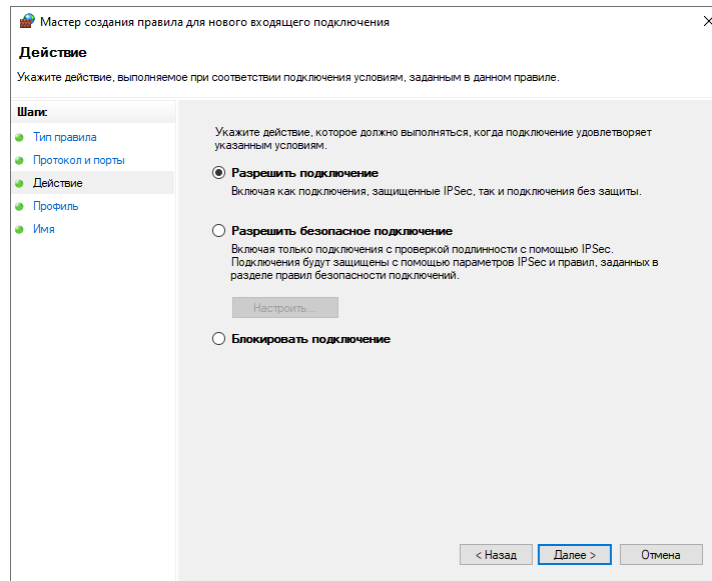 Мастер создания правила для нового входящего подключения
Действие
Укажите действие, выполняемое при соответствии подключения условиям, заданным в данном правиле.
Шаги:
Тип правила
Протокол и порты
Действие
Профиль
Имя
Укажите действие, которое должно выполняться, когда подключение удовлетворяет
указанным условиям.
Разрешить подключение
Включая как подключения, защищенные IPSec, так и подключения без защиты.
Разрешить безопасное подключение
Включая только подключения с проверкой подлинности с помощью IPSec.
Подключения будут защищены с помощью параметров IPSec и правил, заданных в
разделе правил безопасности подключений.
Настроить...
Блокировать подключение
< Назад
Далее >
Отмена